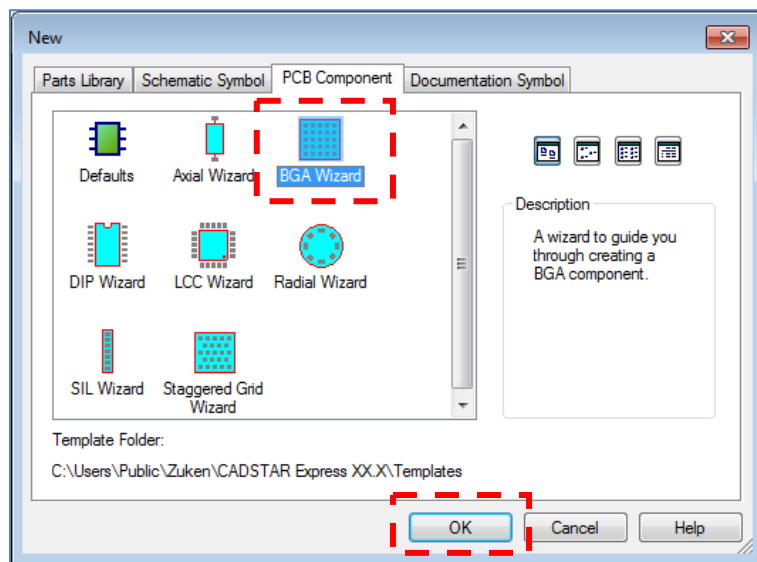 New
Parts Library
Schematic Symbol
PCB Component
Documentation Symbol
Defaults
Axial Wizard
BGA Wizard
DIP Wizard
LCC Wizard
Radial Wizard
SIL Wizard
Staggered Grid
Wizard
Description
A wizard to guide you
through creating a
BGA component.
Template Folder:
C:\Users\Public\Zuken\CADSTAR Express XX.X\Templates
OK
Cancel
Help